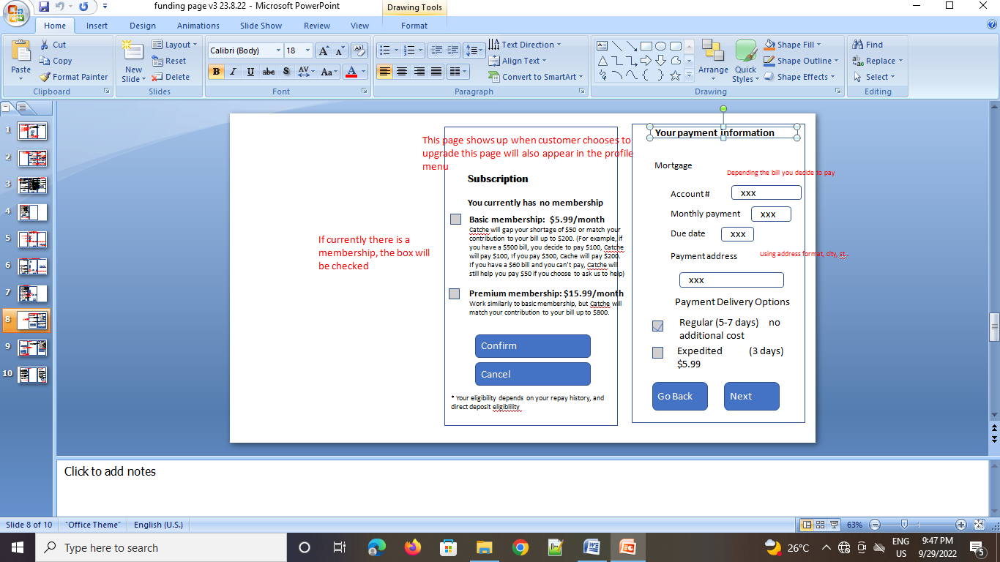 funding page v3 23.8.22 - Microsoft PowerPoint
Drawing Tools
Home
Insert
Design
Animations
Slide Show
Review
View
Format
Paste
Cut
Copy
Format Painter
Clipboard
New
Slide
Layout
Reset
Delete
Slides
Calibri (Body)
18
B I U abc S AV Aa A
Font
Text Direction
Align Text
Convert to SmartArt
Paragraph
Arrange
Quick
Styles
Shape Fill
Shape Outline
Shape Effects
Drawing
Find
Replace
Select
Editing
1
2
3
4
5
6
7
8
9
10
This page shows up when customer chooses to
upgrade this page will also appear in the profile
menu
Subscription
You currently has no membership
Basic membership: $5.99/month
Catche will gap your shortage of $50 or match your
contribution to your bill up to $200. (For example, if
you have a $500 bill, you decide to pay $100, Catche
will pay $100, If you pay $300, Cache will pay $200.
If you have a $60 bill and you can't pay, Catche will
still help you pay $50 if you choose to ask us to help)
If currently there is a
membership, the box will
be checked
Premium membership: $15.99/month
Work similarly to basic membership, but Catche will
match your contribution to your bill up to $800.
Confirm
Cancel
* Your eligibility depends on your repay history, and
direct deposit eligiblility
Your payment information
Mortgage
Depending the bill you decide to pay
Account # xxx
Monthly payment xxx
Due date xxx
Payment address
Using address format, city, st...
xxx
Payment Delivery Options
Regular (5-7 days) no
additional cost
Expedited (3 days)
$5.99
Go Back
Next
Click to add notes
Slide 8 of 10
"Office Theme"
English (U.S.)
63%
Type here to search
26°C
ENG
US
9:47 PM
9/29/2022
5